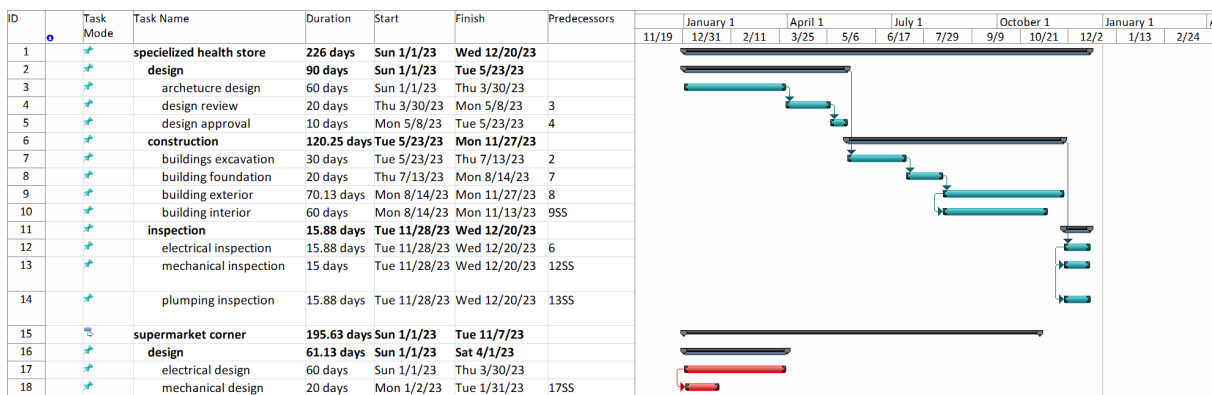 ID Task Mode Task Name Duration Start Finish Predecessors
January 1 April 1 July 1 October 1 January 1 A
11/19 12/31 2/11 3/25 5/6 6/17 7/29 9/9 10/21 12/2 1/13 2/24
1 specielized health store 226 days Sun 1/1/23 Wed 12/20/23
2 design 90 days Sun 1/1/23 Tue 5/23/23
3 archetucre design 60 days Sun 1/1/23 Thu 3/30/23
4 design review 20 days Thu 3/30/23 Mon 5/8/23 3
5 design approval 10 days Mon 5/8/23 Tue 5/23/23 4
6 construction 120.25 days Tue 5/23/23 Mon 11/27/23
7 buildings excavation 30 days Tue 5/23/23 Thu 7/13/23 2
8 building foundation 20 days Thu 7/13/23 Mon 8/14/23 7
9 building exterior 70.13 days Mon 8/14/23 Mon 11/27/23 8
10 building interior 60 days Mon 8/14/23 Mon 11/13/23 9SS
11 inspection 15.88 days Tue 11/28/23 Wed 12/20/23
12 electrical inspection 15.88 days Tue 11/28/23 Wed 12/20/23 6
13 mechanical inspection 15 days Tue 11/28/23 Wed 12/20/23 12SS
14 plumping inspection 15.88 days Tue 11/28/23 Wed 12/20/23 13SS
15 supermarket corner 195.63 days Sun 1/1/23 Tue 11/7/23
16 design 61.13 days Sun 1/1/23 Sat 4/1/23
17 electrical design 60 days Sun 1/1/23 Thu 3/30/23
18 mechanical design 20 days Mon 1/2/23 Tue 1/31/23 17SS